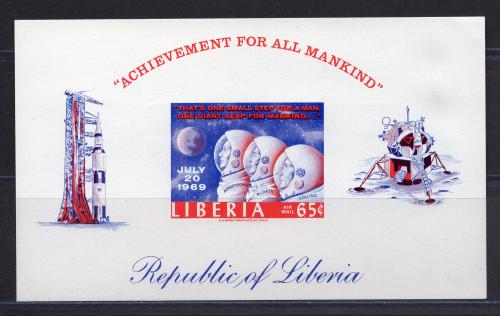 "ACHIEVEMENT FOR ALL MANKIND"
"THAT'S ONE SMALL STEP FOR A MAN,
ONE GIANT LEAP FOR MANKIND...."
JULY
20
1969
ARMSTRONG
ALDRIN
COLLINS
LIBERIA
AIR
MAIL
65¢
Republic of Liberia